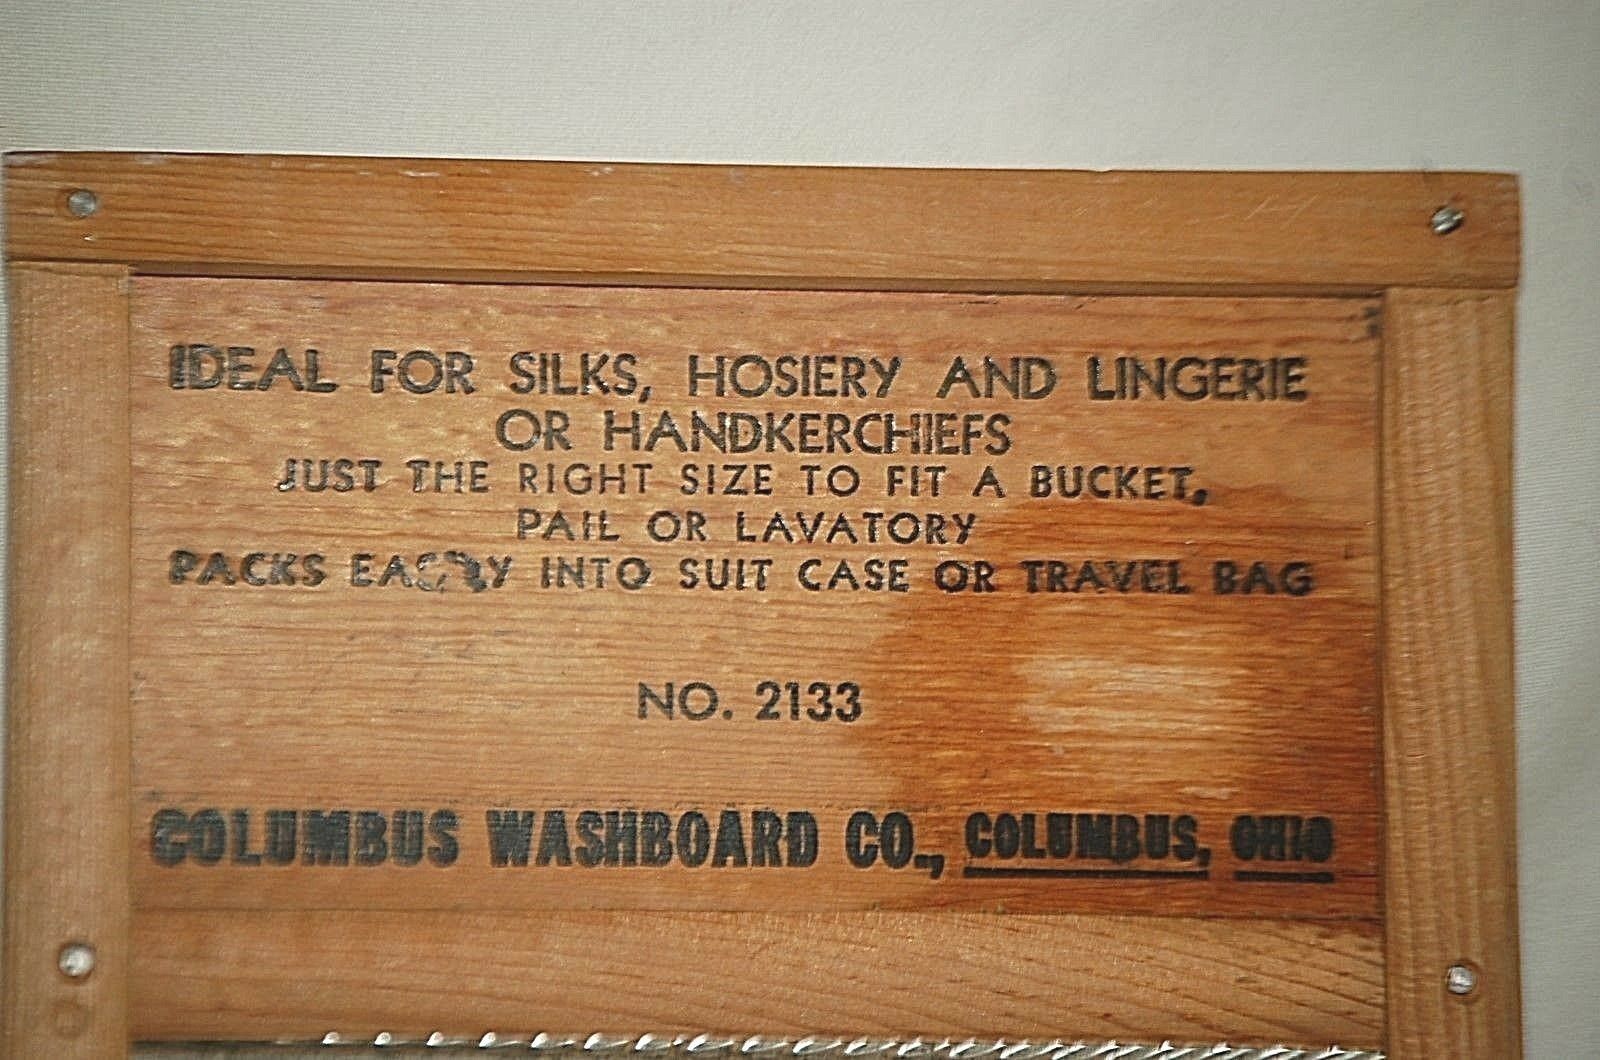 IDEAL FOR SILKS, HOSIERY AND LINGERIE
OR HANDKERCHIEFS
JUST THE RIGHT SIZE TO FIT A BUCKET,
PAIL OR LAVATORY
PACKS EASILY INTO SUIT CASE OR TRAVEL BAG
NO. 2133
COLUMBUS WASHBOARD CO., COLUMBUS, OHIO